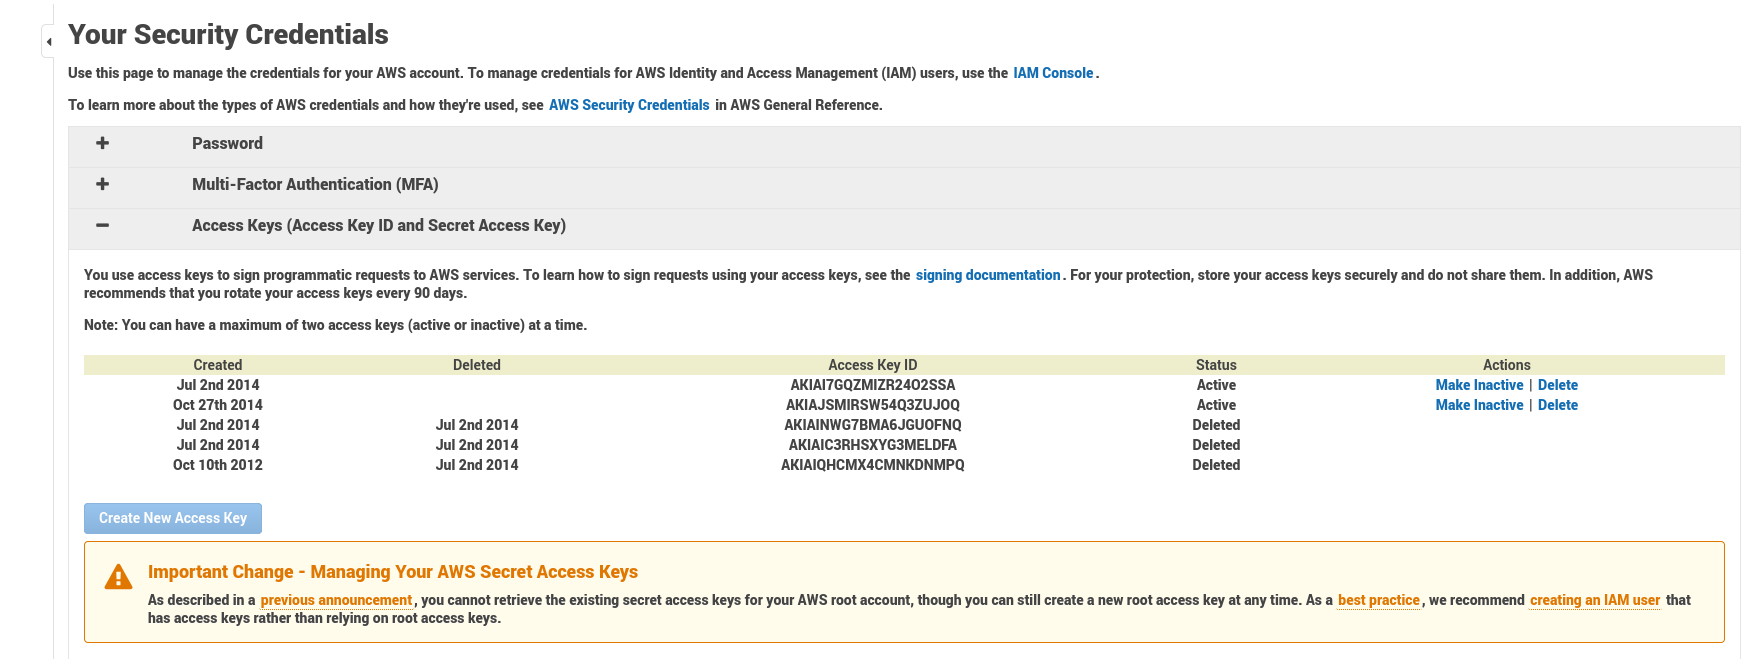 Your Security Credentials
Use this page to manage the credentials for your AWS account. To manage credentials for AWS Identity and Access Management (IAM) users, use the IAM Console.
To learn more about the types of AWS credentials and how they're used, see AWS Security Credentials in AWS General Reference.
Password
Multi-Factor Authentication (MFA)
Access Keys (Access Key ID and Secret Access Key)
You use access keys to sign programmatic requests to AWS services. To learn how to sign requests using your access keys, see the signing documentation. For your protection, store your access keys securely and do not share them. In addition, AWS
recommends that you rotate your access keys every 90 days.
Note: You can have a maximum of two access keys (active or inactive) at a time.
Created Deleted Access Key ID Status Actions
Jul 2nd 2014 AKIAI7GQZMIZR24O2SSA Active Make Inactive | Delete
Oct 27th 2014 AKIAJSMIRSW54Q3ZUJOQ Active Make Inactive | Delete
Jul 2nd 2014 Jul 2nd 2014 AKIAINWG7BMA6JGUOFNQ Deleted
Jul 2nd 2014 Jul 2nd 2014 AKIAIC3RHSXYG3MELDFA Deleted
Oct 10th 2012 Jul 2nd 2014 AKIAIQHCMX4CMNKDNMPQ Deleted
Create New Access Key
Important Change - Managing Your AWS Secret Access Keys
As described in a previous announcement, you cannot retrieve the existing secret access keys for your AWS root account, though you can still create a new root access key at any time. As a best practice, we recommend creating an IAM user that
has access keys rather than relying on root access keys.